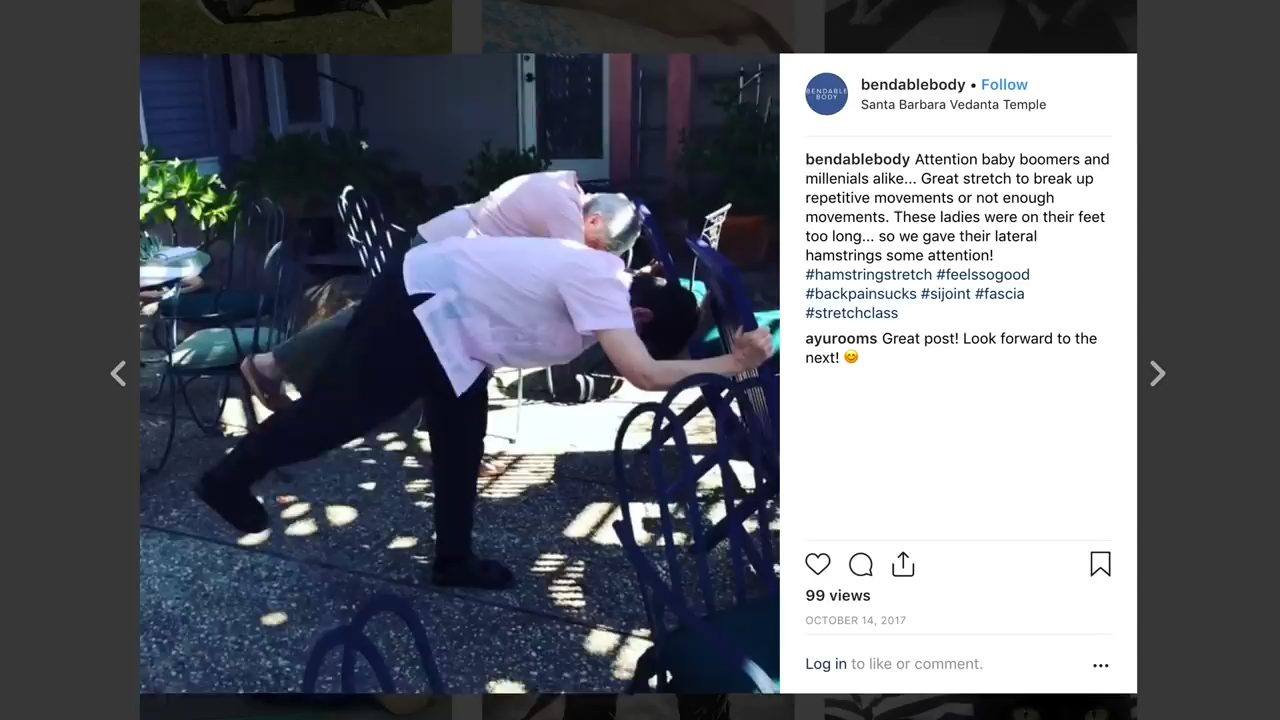 BENDABLE
BODY
bendablebody • Follow
Santa Barbara Vedanta Temple
bendablebody Attention baby boomers and
millenials alike... Great stretch to break up
repetitive movements or not enough
movements. These ladies were on their feet
too long... so we gave their lateral
hamstrings some attention!
#hamstringstretch #feelssogood
#backpainsucks #sijoint #fascia
#stretchclass
ayurooms Great post! Look forward to the
next! 😊
99 views
OCTOBER 14, 2017
Log in to like or comment.